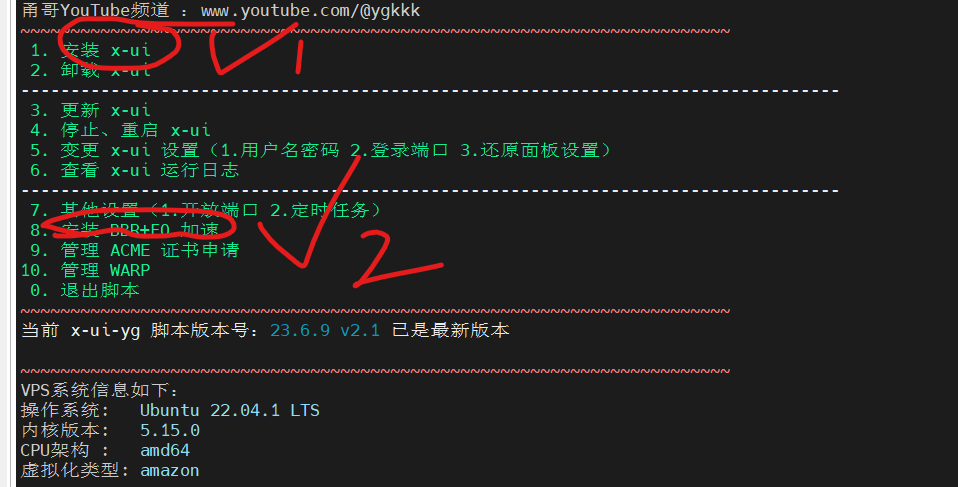 甬哥YouTube频道 ：www.youtube.com/@ygkkk
~~~~~~~~~~~~~~~~~~~~~~~~~~~~~~~~~~~~~~~~~~~~~~~~~~~~~~~~~~~~~~~~~~~~~~~
1. 安装 x-ui
1
2. 卸载 x-ui
----------------------------------------------------------------------------------
3. 更新 x-ui
4. 停止、重启 x-ui
5. 变更 x-ui 设置（1.用户名密码 2.登录端口 3.还原面板设置）
6. 查看 x-ui 运行日志
----------------------------------------------------------------------------------
7. 其他设置（1.开放端口 2.定时任务）
8. 安装 BBR+FQ 加速
2
9. 管理 ACME 证书申请
10. 管理 WARP
0. 退出脚本
~~~~~~~~~~~~~~~~~~~~~~~~~~~~~~~~~~~~~~~~~~~~~~~~~~~~~~~~~~~~~~~~~~~~~~~
当前 x-ui-yg 脚本版本号：23.6.9 v2.1 已是最新版本
~~~~~~~~~~~~~~~~~~~~~~~~~~~~~~~~~~~~~~~~~~~~~~~~~~~~~~~~~~~~~~~~~~~~~~~
VPS系统信息如下：
操作系统: Ubuntu 22.04.1 LTS
内核版本: 5.15.0
CPU架构 : amd64
虚拟化类型: amazon